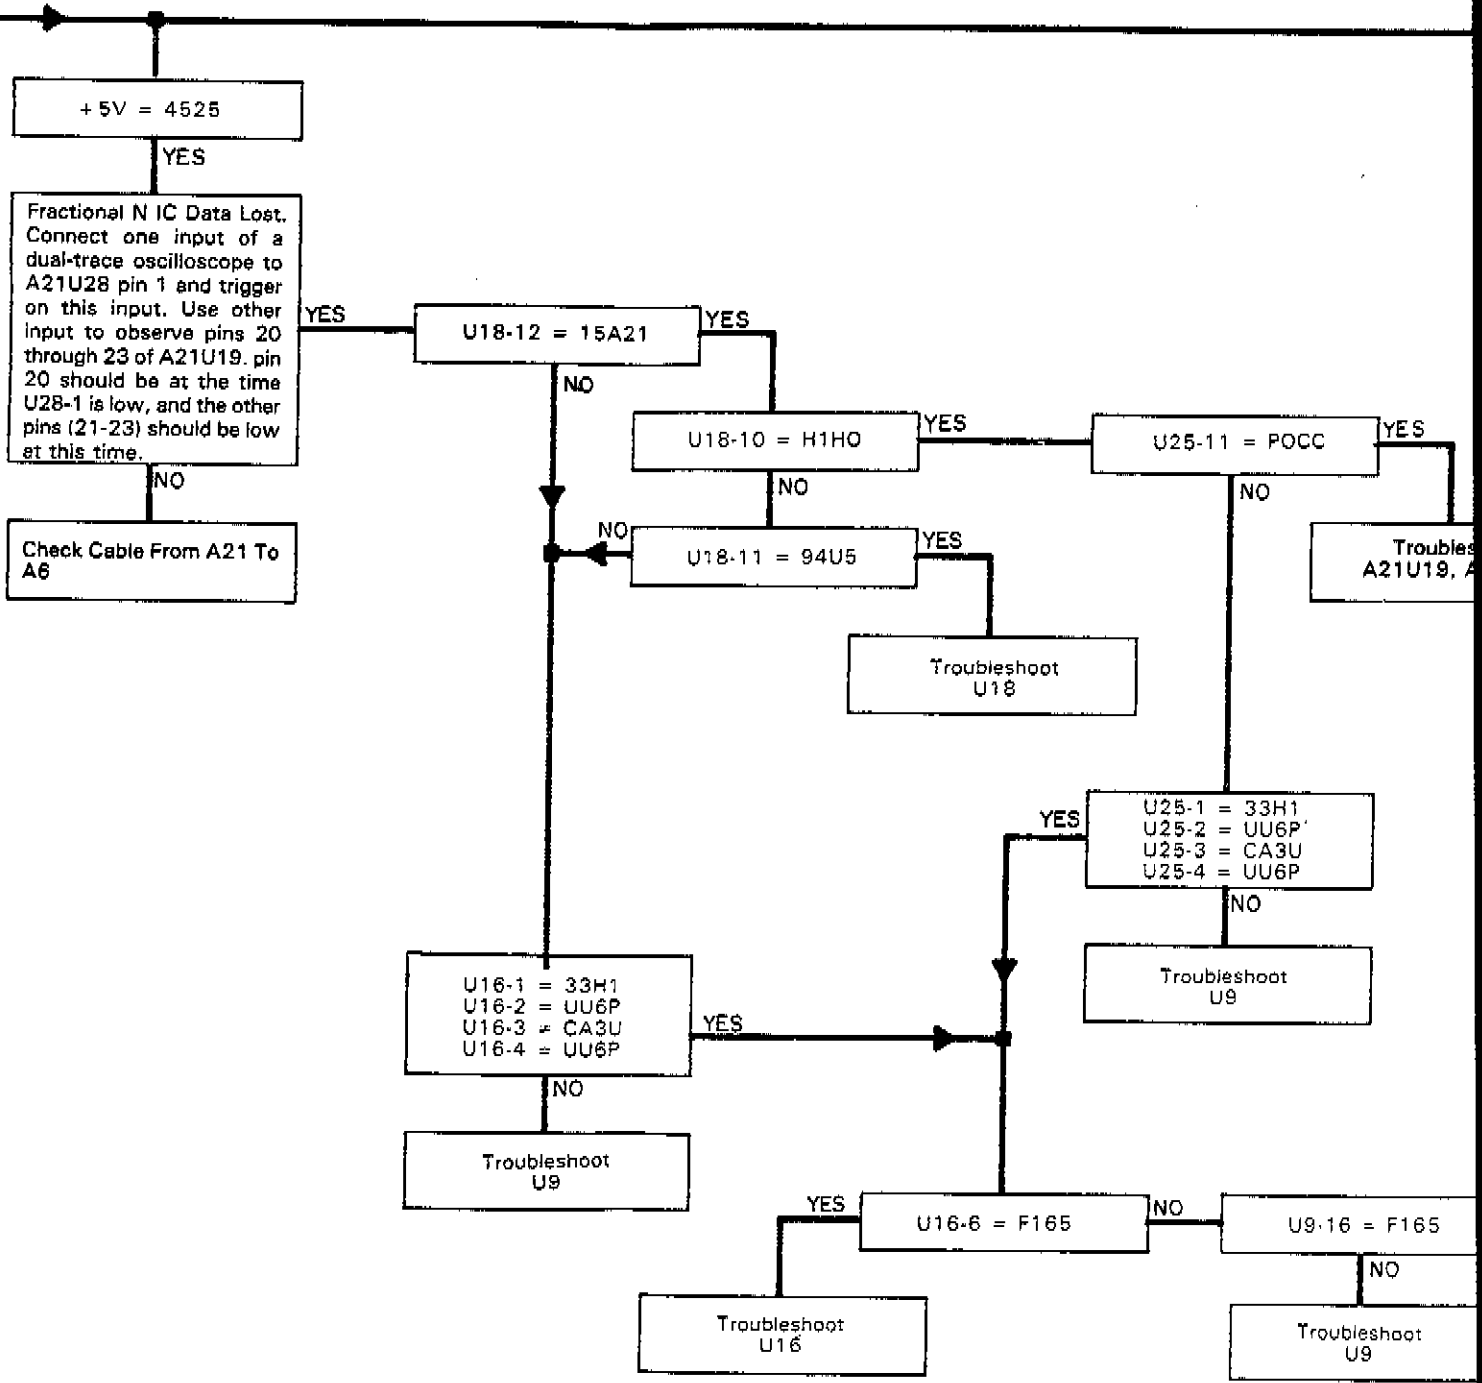 +5V = 4525
YES
Fractional N IC Data Lost.
Connect one input of a
dual-trace oscilloscope to
A21U28 pin 1 and trigger
on this input. Use other
input to observe pins 20
through 23 of A21U19. pin
20 should be at the time
U28-1 is low, and the other
pins (21-23) should be low
at this time.
YES
NO
Check Cable From A21 To
A6
U18-12 = 15A21
YES
NO
U18-10 = H1HO
YES
NO
U25-11 = POCC
YES
NO
NO
U18-11 = 94U5
YES
A21U19,
Troubleshoot
U18
YES
U25-1 = 33H1
U25-2 = UU6P
U25-3 = CA3U
U25-4 = UU6P
NO
Troubleshoot
U9
U16-1 = 33H1
U16-2 = UU6P
U16-3 = CA3U
U16-4 = UU6P
YES
NO
Troubleshoot
U9
YES
U16-6 = F165
NO
U9-16 = F165
NO
Troubleshoot
U16
Troubleshoot
U9